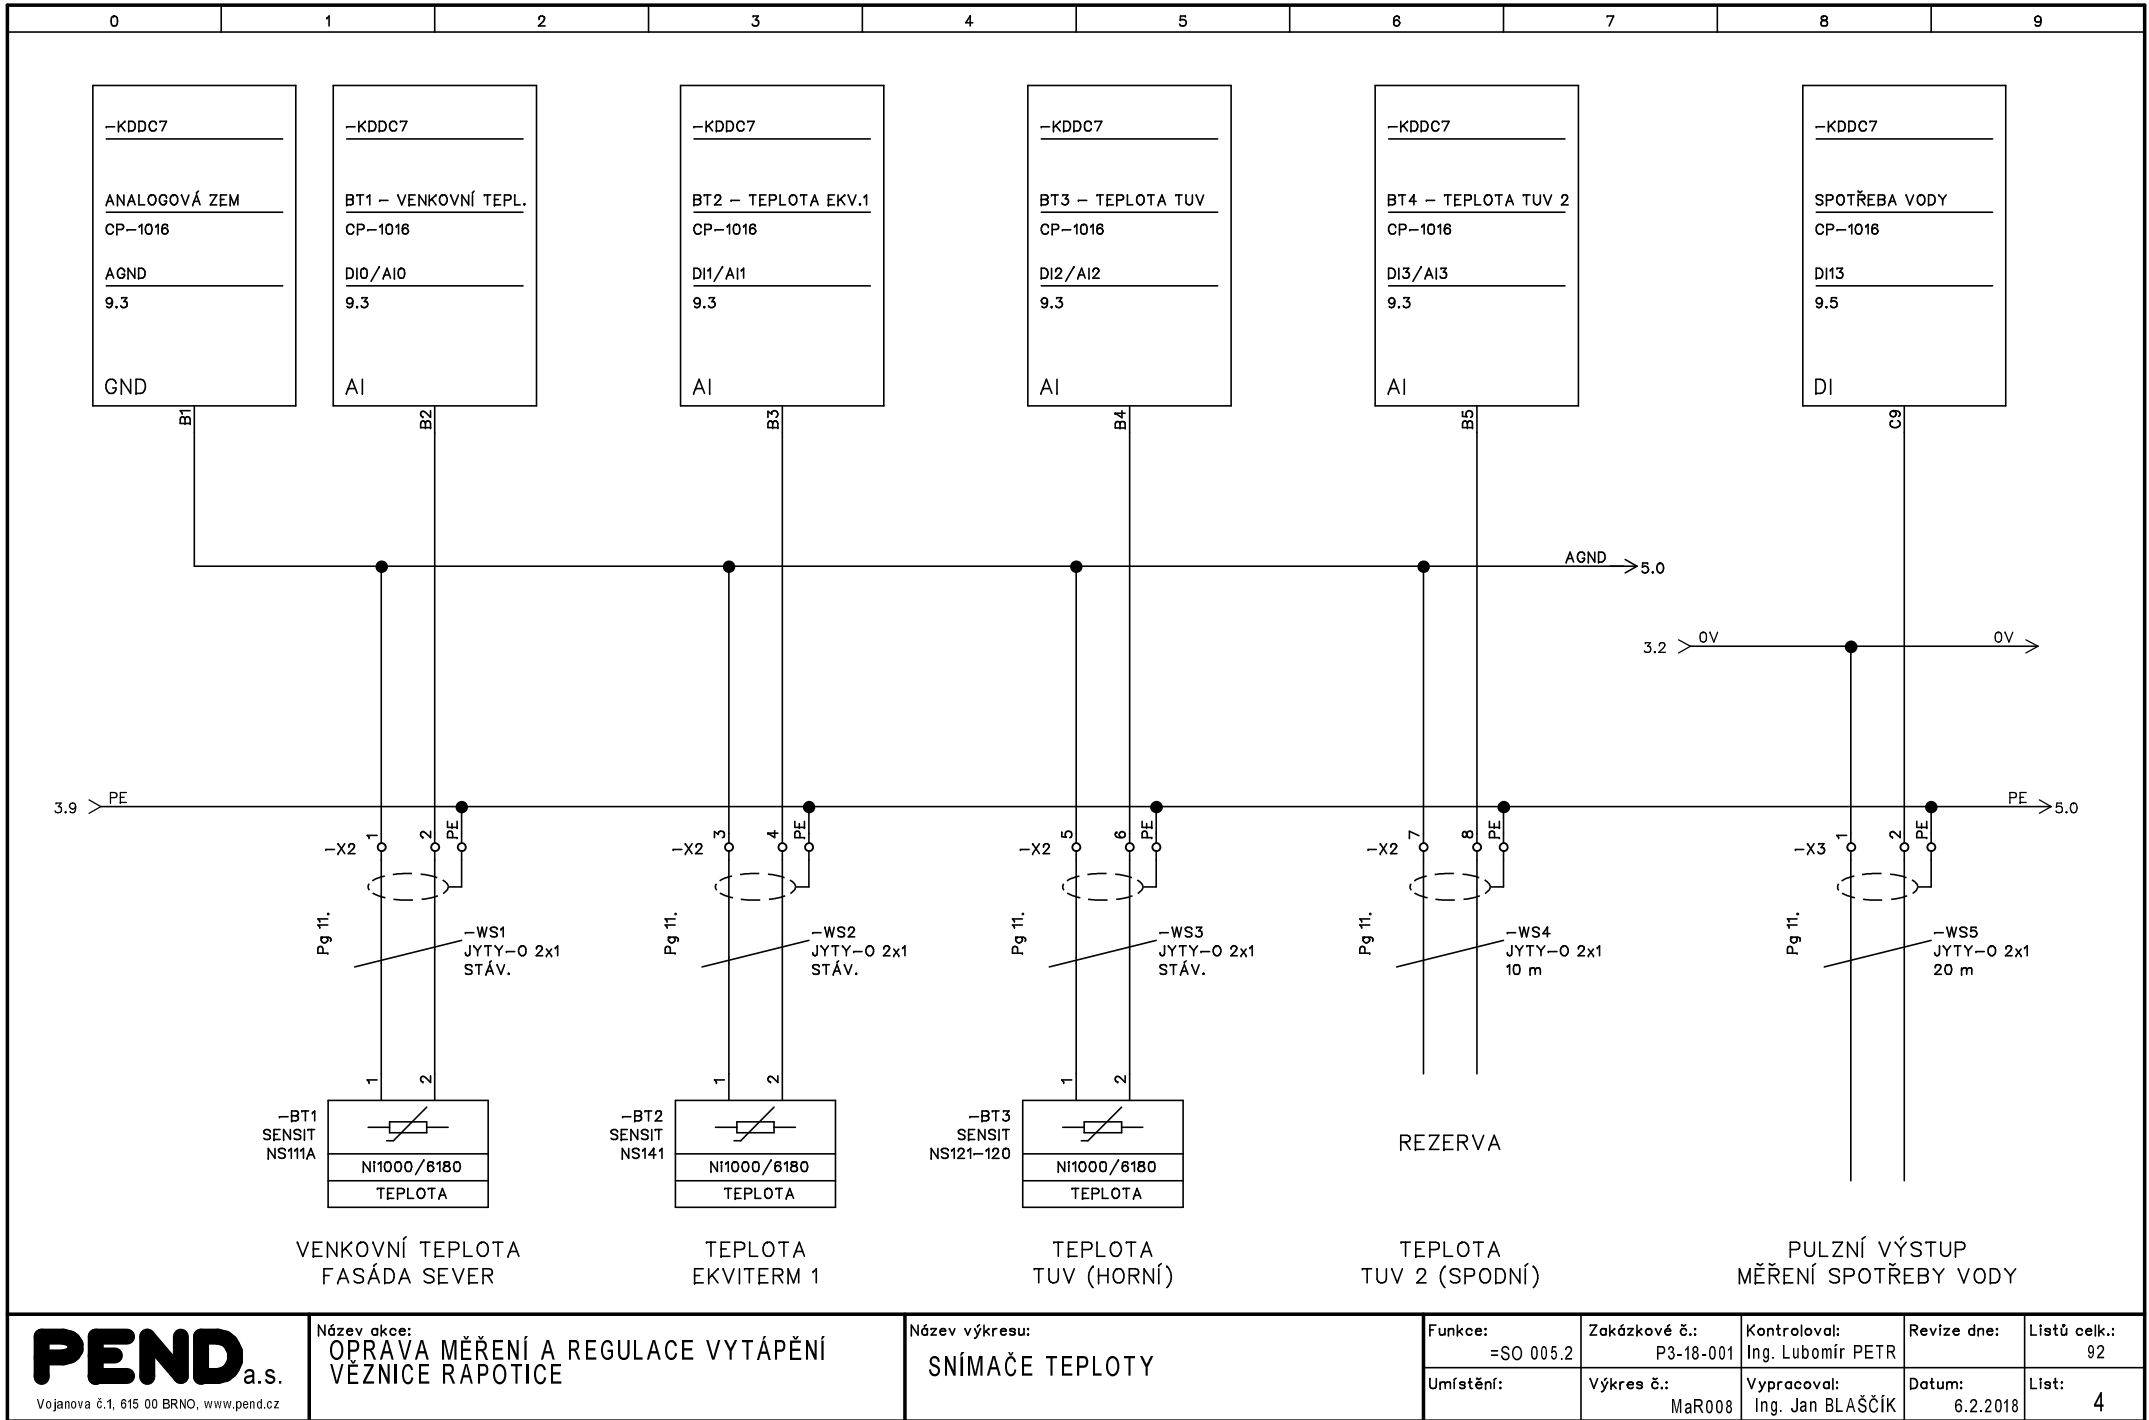 0 1 2 3 4 5 6 7 8 9
-KDDC7
ANALOGOVÁ ZEM
CP-1016
AGND
9.3
GND
B1
-KDDC7
BT1 - VENKOVNÍ TEPL.
CP-1016
DI0/AI0
9.3
AI
B2
-KDDC7
BT2 - TEPLOTA EKV.1
CP-1016
DI1/AI1
9.3
AI
B3
-KDDC7
BT3 - TEPLOTA TUV
CP-1016
DI2/AI2
9.3
AI
B4
-KDDC7
BT4 - TEPLOTA TUV 2
CP-1016
DI3/AI3
9.3
AI
B5
-KDDC7
SPOTŘEBA VODY
CP-1016
DI13
9.5
DI
C9
AGND 5.0
3.2 0V 0V
3.9 PE PE 5.0
-X2 1 2 PE
-X2 3 4 PE
-X2 5 6 PE
-X2 7 8 PE
-X3 1 2 PE
Pg 11.
-WS1
JYTY-O 2x1
STÁV.
Pg 11.
-WS2
JYTY-O 2x1
STÁV.
Pg 11.
-WS3
JYTY-O 2x1
STÁV.
Pg 11.
-WS4
JYTY-O 2x1
10 m
Pg 11.
-WS5
JYTY-O 2x1
20 m
1 2
-BT1
SENSIT
NS111A
Ni1000/6180
TEPLOTA
1 2
-BT2
SENSIT
NS141
Ni1000/6180
TEPLOTA
1 2
-BT3
SENSIT
NS121-120
Ni1000/6180
TEPLOTA
REZERVA
VENKOVNÍ TEPLOTA
FASÁDA SEVER
TEPLOTA
EKVITERM 1
TEPLOTA
TUV (HORNÍ)
TEPLOTA
TUV 2 (SPODNÍ)
PULZNÍ VÝSTUP
MĚŘENÍ SPOTŘEBY VODY
PEND a.s.
Vojanova č.1, 615 00 BRNO, www.pend.cz
Název akce:
OPRAVA MĚŘENÍ A REGULACE VYTÁPĚNÍ
VĚZNICE RAPOTICE
Název výkresu:
SNÍMAČE TEPLOTY
Funkce:
=SO 005.2
Umístění:
Zakázkové č.:
P3-18-001
Výkres č.:
MaR008
Kontroloval:
Ing. Lubomír PETR
Vypracoval:
Ing. Jan BLAŠČÍK
Revize dne:
Datum:
6.2.2018
Listů celk.:
92
List:
4